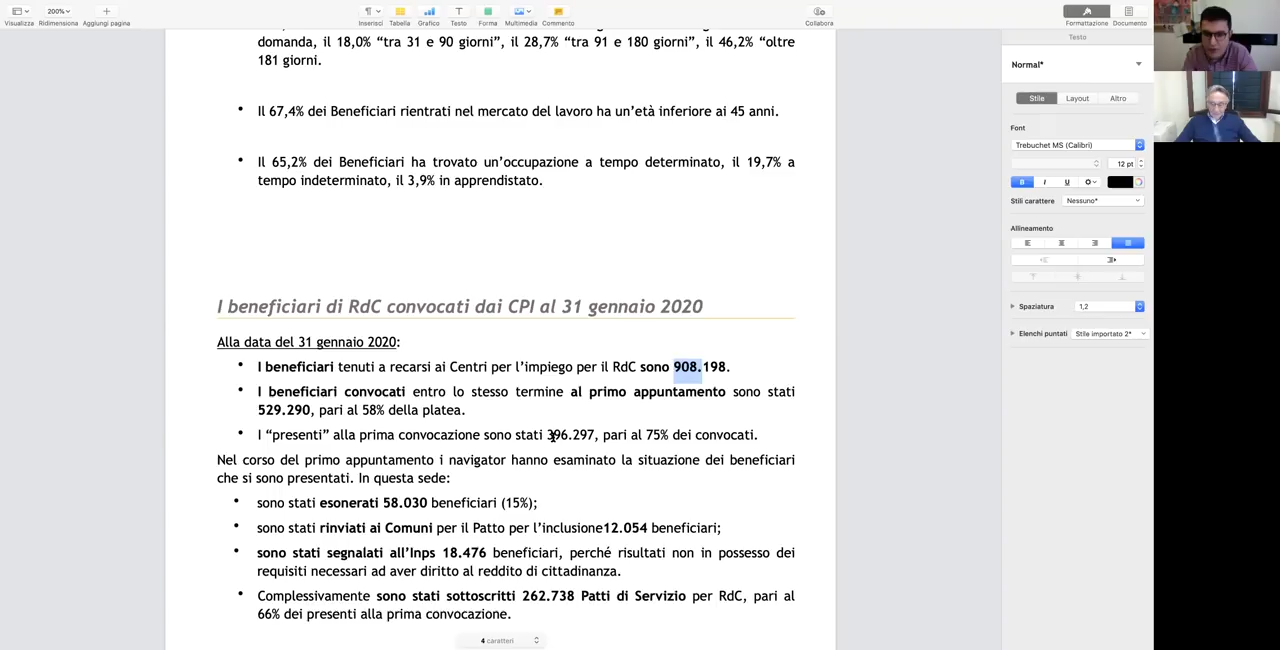 200%
Visualizza Ridimensiona Aggiungi pagina
Inserisci Tabella Grafico Testo Forma Multimedia Commento
Collabora
Formattazione Documento
domanda, il 18,0% “tra 31 e 90 giorni”, il 28,7% “tra 91 e 180 giorni”, il 46,2% “oltre
181 giorni.
• Il 67,4% dei Beneficiari rientrati nel mercato del lavoro ha un’età inferiore ai 45 anni.
• Il 65,2% dei Beneficiari ha trovato un’occupazione a tempo determinato, il 19,7% a
tempo indeterminato, il 3,9% in apprendistato.
I beneficiari di RdC convocati dai CPI al 31 gennaio 2020
Alla data del 31 gennaio 2020:
• I beneficiari tenuti a recarsi ai Centri per l’impiego per il RdC sono 908.198.
• I beneficiari convocati entro lo stesso termine al primo appuntamento sono stati
529.290, pari al 58% della platea.
• I “presenti” alla prima convocazione sono stati 396.297, pari al 75% dei convocati.
Nel corso del primo appuntamento i navigator hanno esaminato la situazione dei beneficiari
che si sono presentati. In questa sede:
• sono stati esonerati 58.030 beneficiari (15%);
• sono stati rinviati ai Comuni per il Patto per l’inclusione12.054 beneficiari;
• sono stati segnalati all’Inps 18.476 beneficiari, perché risultati non in possesso dei
requisiti necessari ad aver diritto al reddito di cittadinanza.
• Complessivamente sono stati sottoscritti 262.738 Patti di Servizio per RdC, pari al
66% dei presenti alla prima convocazione.
4 caratteri
Testo
Normal*
Stile Layout Altro
Font
Trebuchet MS (Calibri)
12 pt
B I U
Stili carattere Nessuno*
Allineamento
Spaziatura 1,2
Elenchi puntati Stile importato 2*